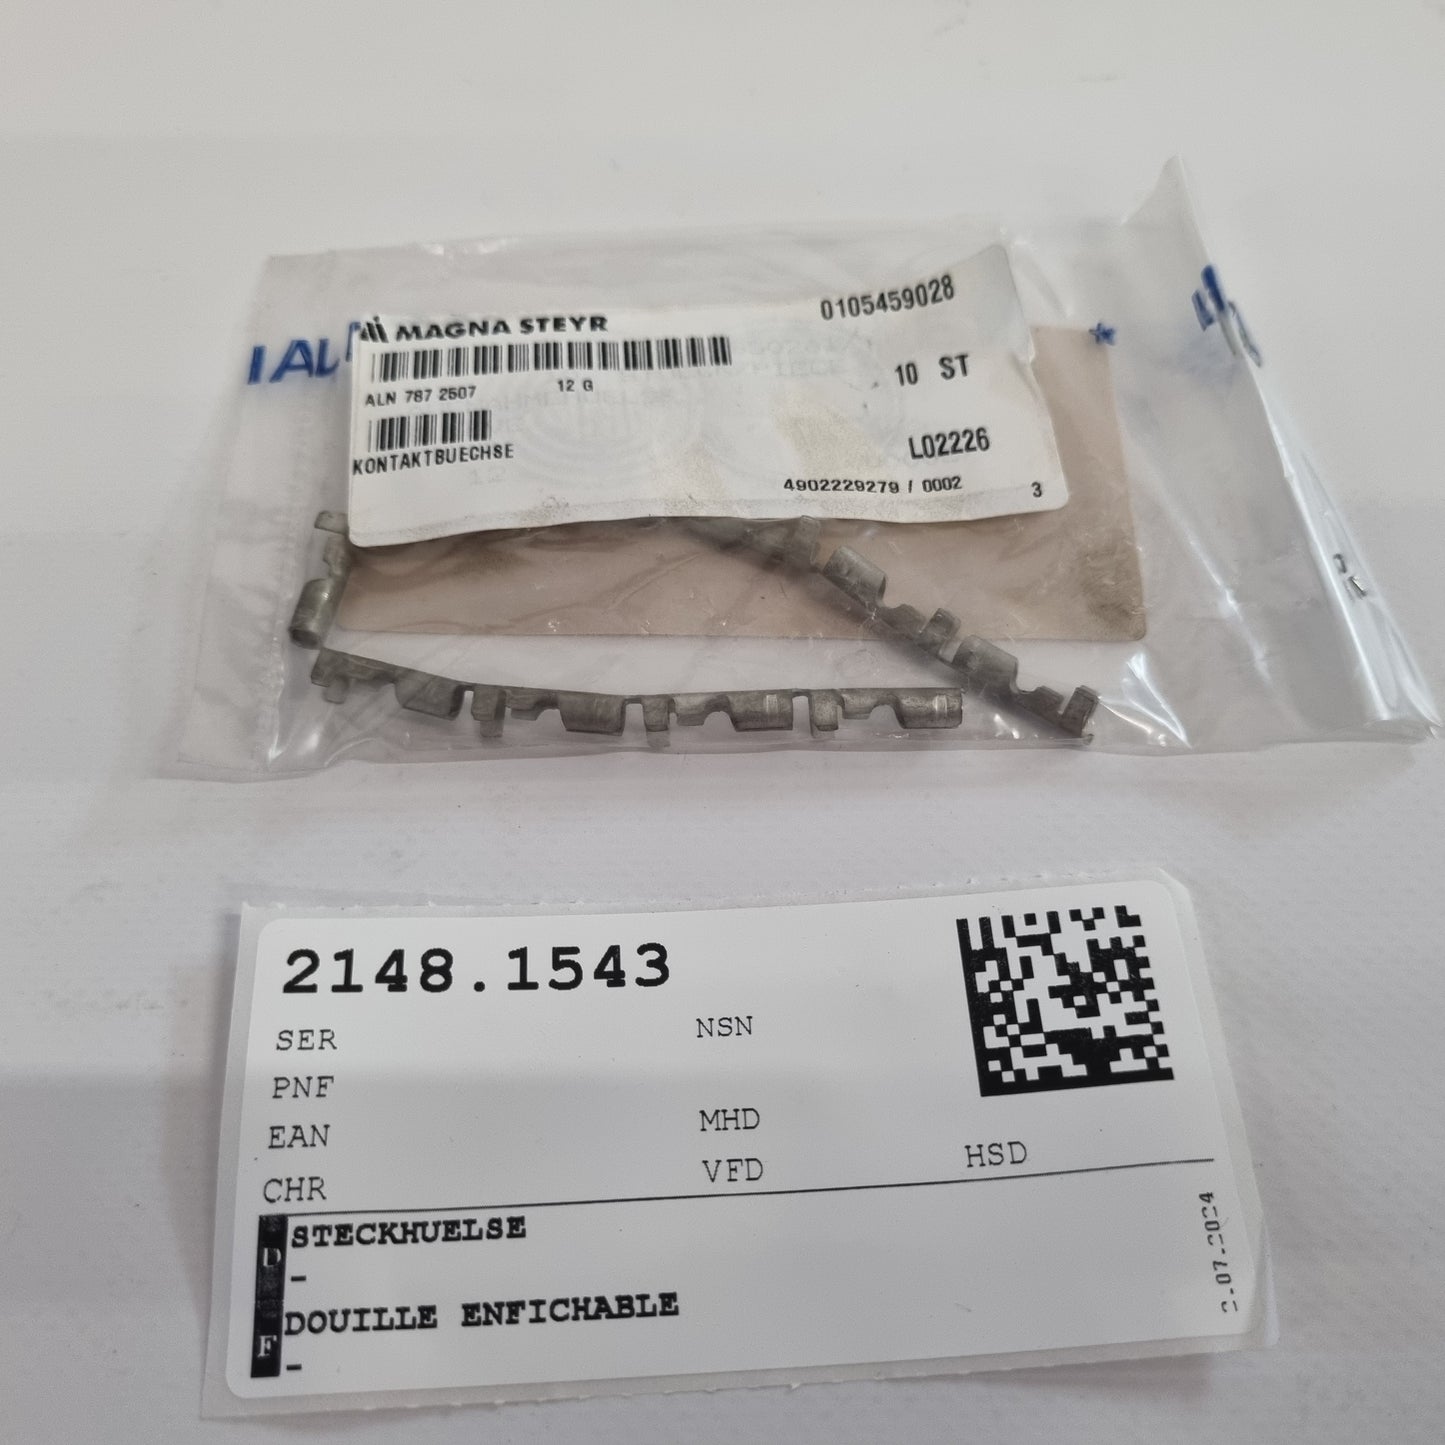 MAGNA STEYR
0105459028
ALN 787 2507
12 G
10 ST
KONTAKTBUECHSE
L02226
4902229279 / 0002
3
2148.1543
SER
NSN
PNF
EAN
MHD
CHR
VFD
HSD
D
STECKHUELSE
-
F
DOUILLE ENFICHABLE
-